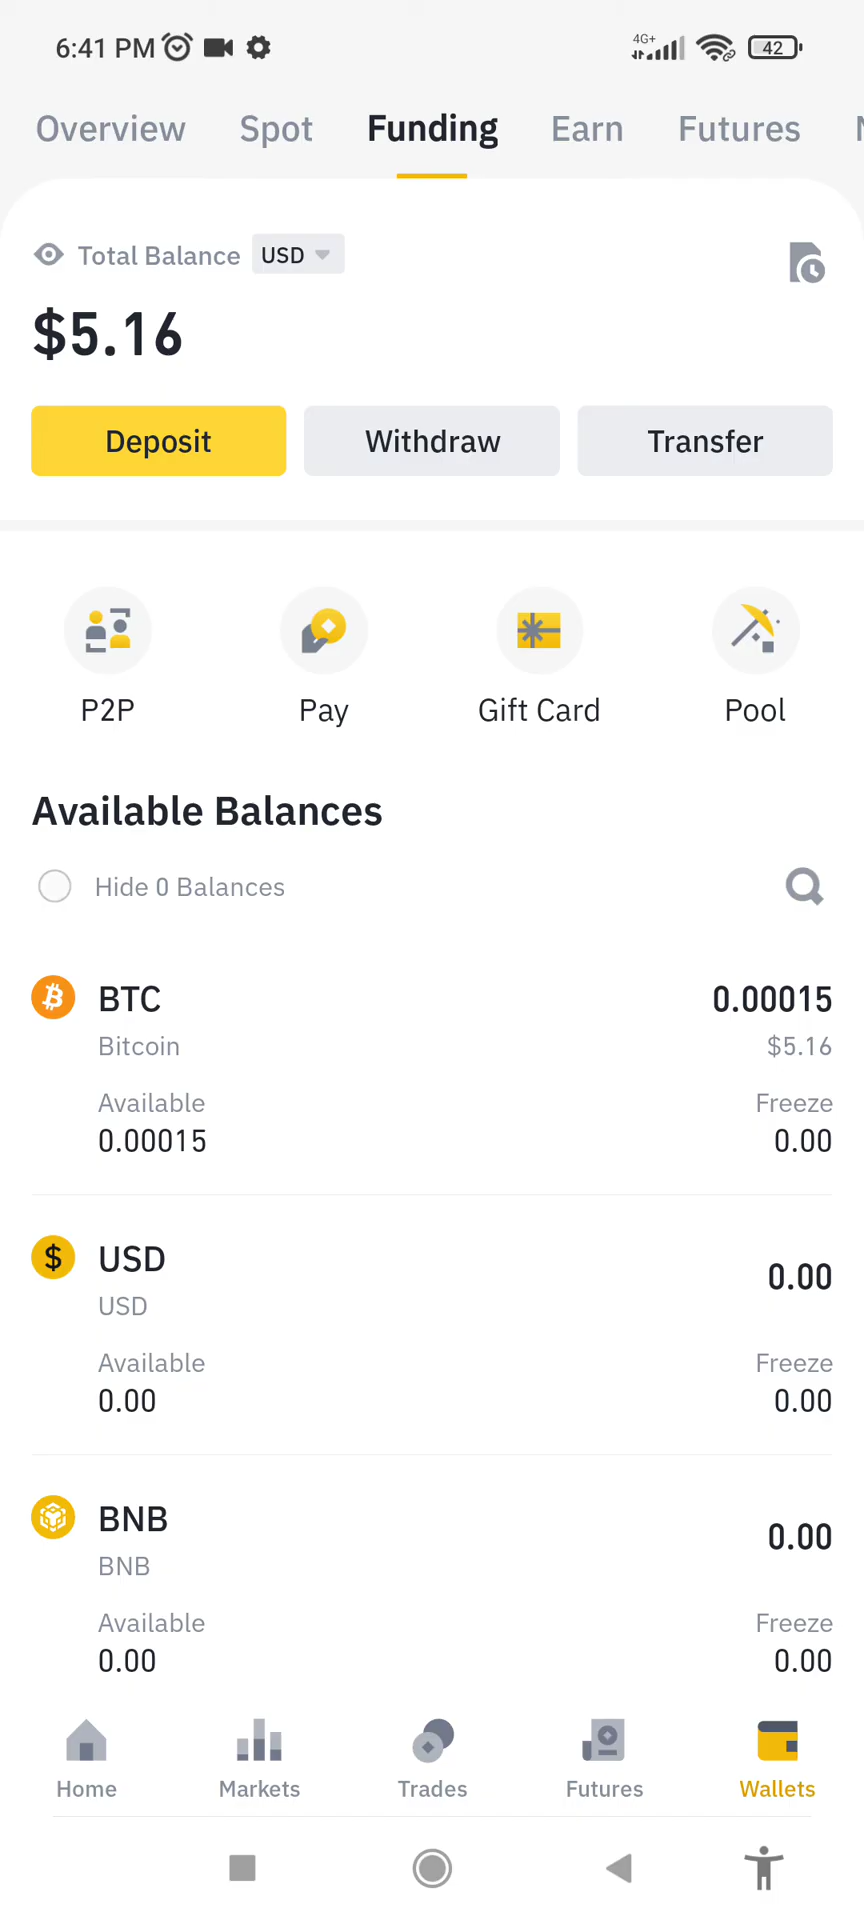 6:41 PM
4G+
42
Overview Spot Funding Earn Futures
Total Balance USD
$5.16
Deposit Withdraw Transfer
P2P Pay Gift Card Pool
Available Balances
Hide 0 Balances
BTC 0.00015
Bitcoin $5.16
Available Freeze
0.00015 0.00
USD 0.00
USD
Available Freeze
0.00 0.00
BNB 0.00
BNB
Available Freeze
0.00 0.00
Home Markets Trades Futures Wallets